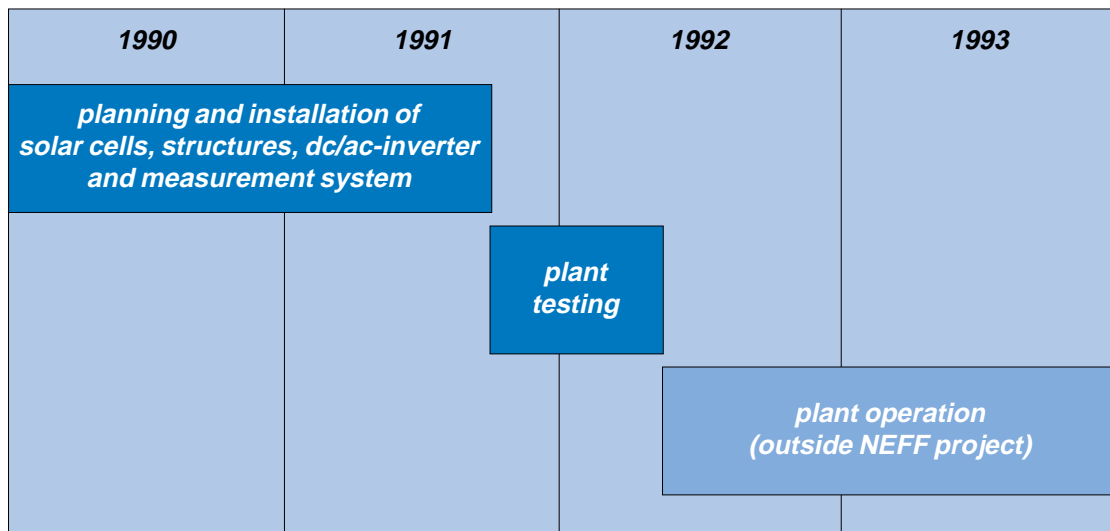 1990 1991 1992 1993
planning and installation of
solar cells, structures, dc/ac-inverter
and measurement system
plant
testing
plant operation
(outside NEFF project)